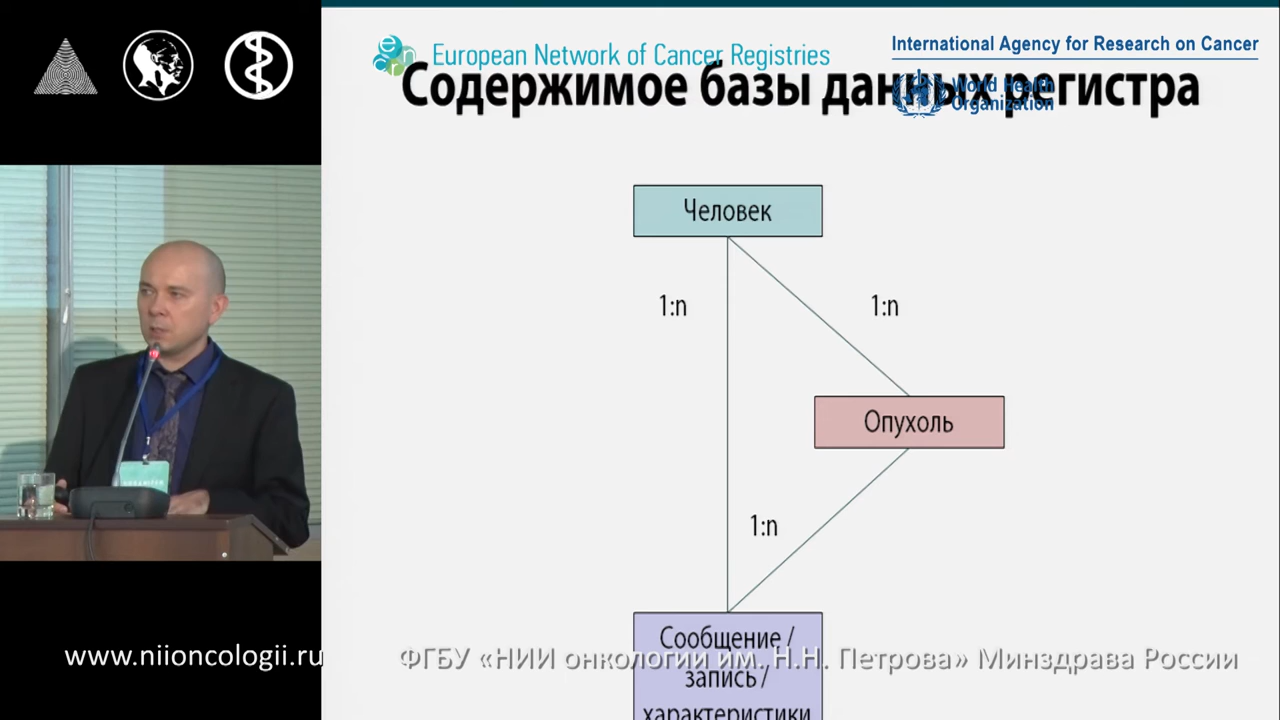 European Network of Cancer Registries
International Agency for Research on Cancer
World Health
Organization
Содержимое базы данных регистра
Человек
1:n
1:n
Опухоль
1:n
Сообщение /
запись /
характеристики
www.niioncologii.ru
ФГБУ «НИИ онкологии им. Н.Н. Петрова» Минздрава России